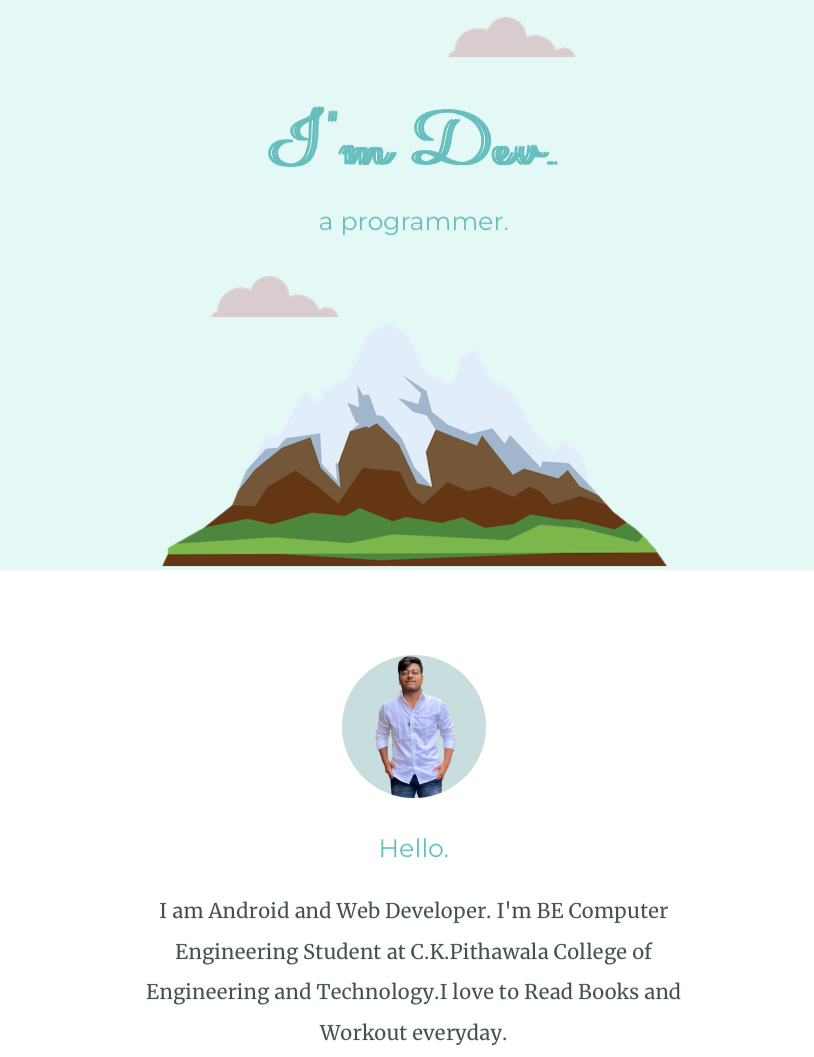 I'm Dev.
a programmer.
Hello.
I am Android and Web Developer. I'm BE Computer
Engineering Student at C.K.Pithawala College of
Engineering and Technology.I love to Read Books and
Workout everyday.